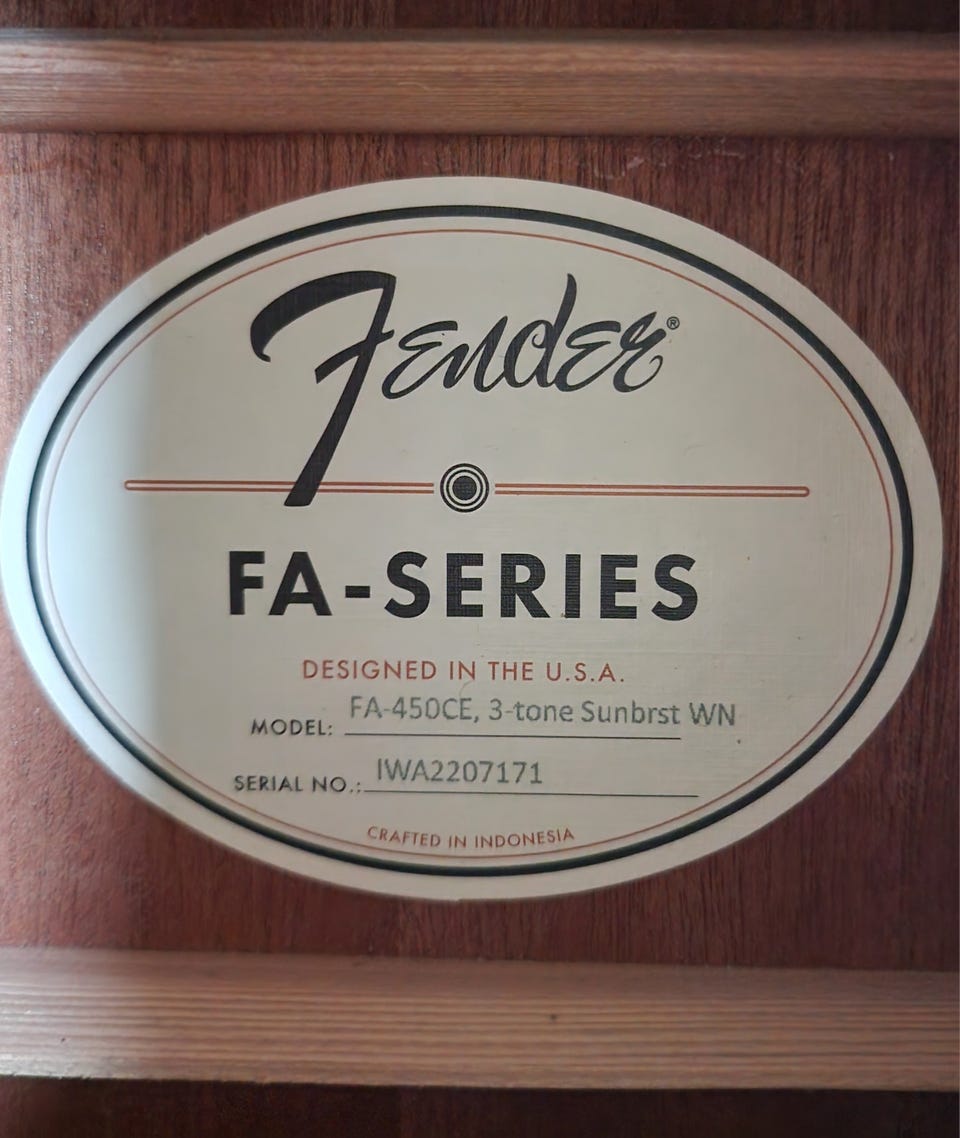 Fender®
FA-SERIES
DESIGNED IN THE U.S.A.
MODEL: FA-450CE, 3-tone Sunbrst WN
SERIAL NO.: IWA2207171
CRAFTED IN INDONESIA